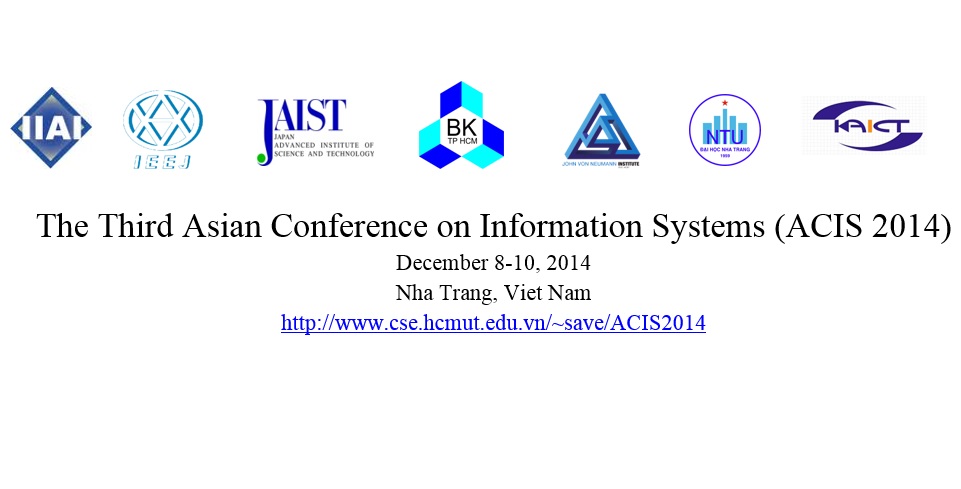 IIAI
IEEJ
JAIST
JAPAN
ADVANCED INSTITUTE OF
SCIENCE AND TECHNOLOGY
BK
TP HCM
JOHN VON NEUMANN INSTITUTE
NTU
ĐẠI HỌC NHA TRANG
1959
KAICT
The Third Asian Conference on Information Systems (ACIS 2014)
December 8-10, 2014
Nha Trang, Viet Nam
http://www.cse.hcmut.edu.vn/~save/ACIS2014